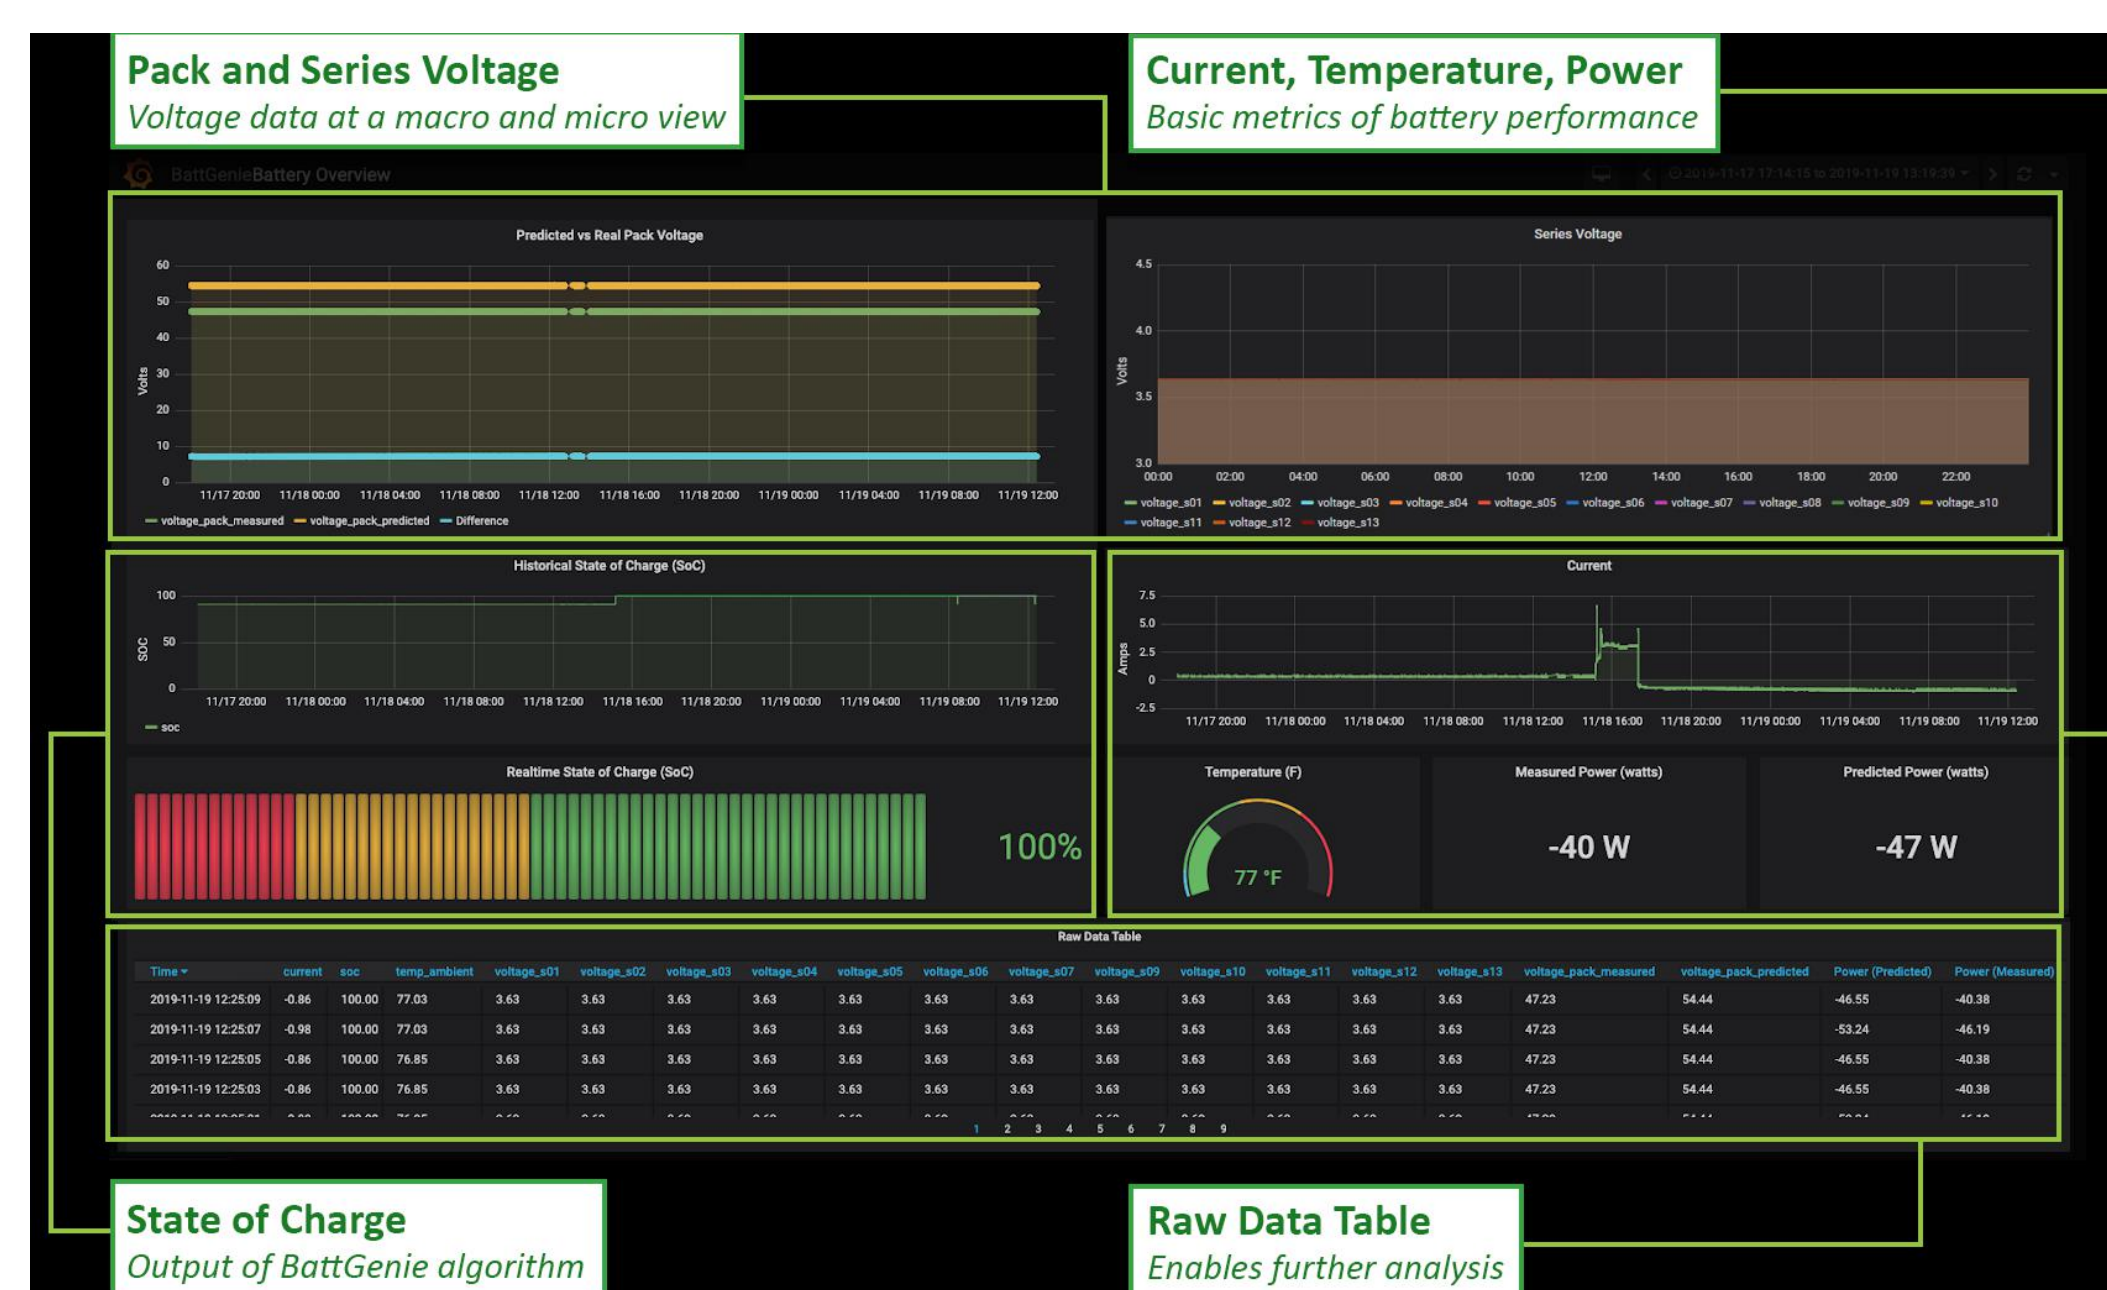 Pack and Series Voltage
Voltage data at a macro and micro view
Current, Temperature, Power
Basic metrics of battery performance
BattGenieBattery Overview
2019-11-17 17:14:15 to 2019-11-19 13:19:39
Predicted vs Real Pack Voltage
60
50
40
30
20
10
0
Volts
11/17 20:00 11/18 00:00 11/18 04:00 11/18 08:00 11/18 12:00 11/18 16:00 11/18 20:00 11/19 00:00 11/19 04:00 11/19 08:00 11/19 12:00
voltage_pack_measured voltage_pack_predicted Difference
Series Voltage
4.5
4.0
3.5
3.0
Volts
00:00 02:00 04:00 06:00 08:00 10:00 12:00 14:00 16:00 18:00 20:00 22:00
voltage_s01 voltage_s02 voltage_s03 voltage_s04 voltage_s05 voltage_s06 voltage_s07 voltage_s08 voltage_s09 voltage_s10
voltage_s11 voltage_s12 voltage_s13
Historical State of Charge (SoC)
100
50
0
SOC
11/17 20:00 11/18 00:00 11/18 04:00 11/18 08:00 11/18 12:00 11/18 16:00 11/18 20:00 11/19 00:00 11/19 04:00 11/19 08:00 11/19 12:00
soc
Current
7.5
5.0
2.5
0
-2.5
Amps
11/17 20:00 11/18 00:00 11/18 04:00 11/18 08:00 11/18 12:00 11/18 16:00 11/18 20:00 11/19 00:00 11/19 04:00 11/19 08:00 11/19 12:00
Realtime State of Charge (SoC)
100%
Temperature (F)
77 °F
Measured Power (watts)
-40 W
Predicted Power (watts)
-47 W
Raw Data Table
Time current soc temp_ambient voltage_s01 voltage_s02 voltage_s03 voltage_s04 voltage_s05 voltage_s06 voltage_s07 voltage_s09 voltage_s10 voltage_s11 voltage_s12 voltage_s13 voltage_pack_measured voltage_pack_predicted Power (Predicted) Power (Measured)
2019-11-19 12:25:09 -0.86 100.00 77.03 3.63 3.63 3.63 3.63 3.63 3.63 3.63 3.63 3.63 3.63 3.63 3.63 47.23 54.44 -46.55 -40.38
2019-11-19 12:25:07 -0.98 100.00 77.03 3.63 3.63 3.63 3.63 3.63 3.63 3.63 3.63 3.63 3.63 3.63 3.63 47.23 54.44 -53.24 -46.19
2019-11-19 12:25:05 -0.86 100.00 76.85 3.63 3.63 3.63 3.63 3.63 3.63 3.63 3.63 3.63 3.63 3.63 3.63 47.23 54.44 -46.55 -40.38
2019-11-19 12:25:03 -0.86 100.00 76.85 3.63 3.63 3.63 3.63 3.63 3.63 3.63 3.63 3.63 3.63 3.63 3.63 47.23 54.44 -46.55 -40.38
1 2 3 4 5 6 7 8 9
State of Charge
Output of BattGenie algorithm
Raw Data Table
Enables further analysis